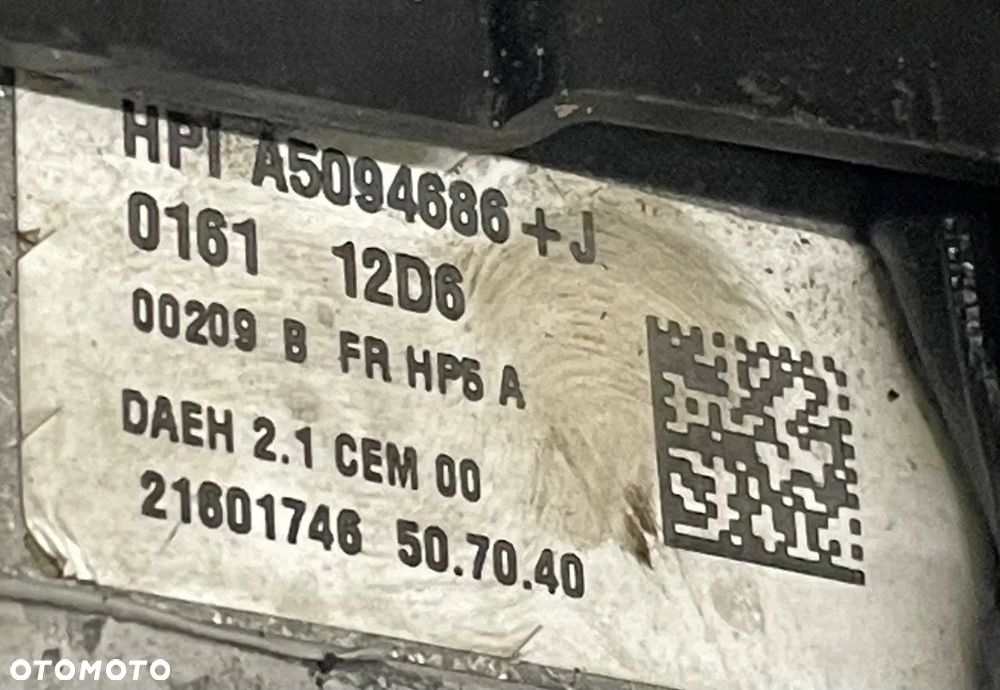 HPI A5094686+J
0161 12D6
00209 B FR HP5 A
DAEH 2.1 CEM 00
21601746 50.70.40
OTOMOTO